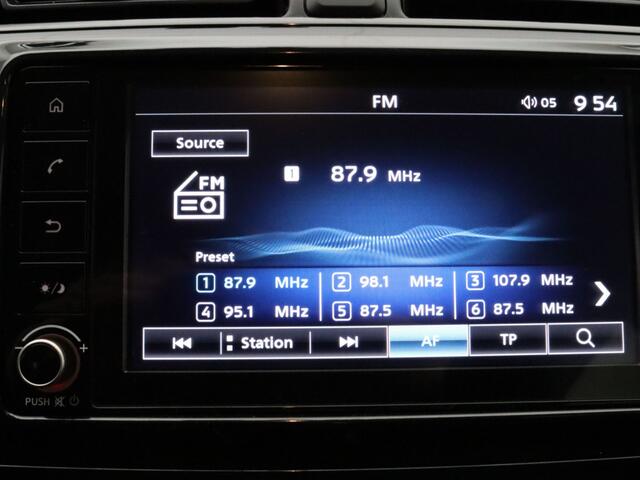 FM
05
9 54
Source
FM
1 87.9 MHz
Preset
1 87.9 MHz
2 98.1 MHz
3 107.9 MHz
4 95.1 MHz
5 87.5 MHz
6 87.5 MHz
Station
AF
TP
PUSH